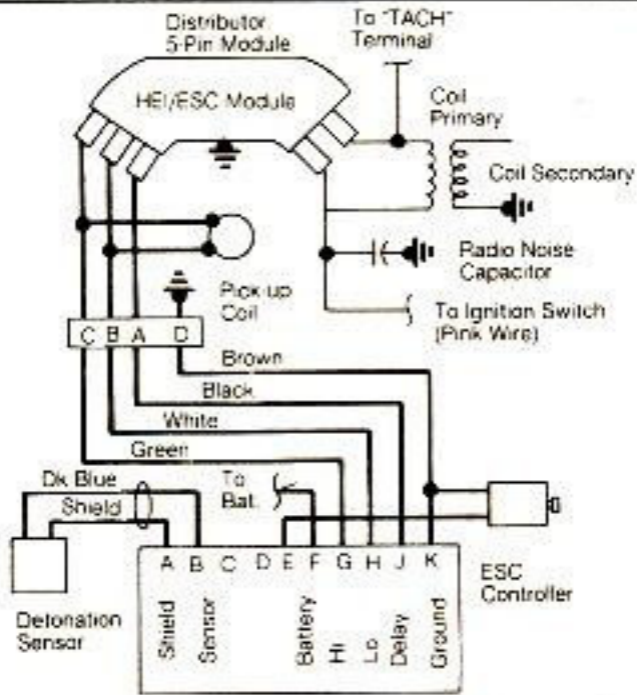 Distributor
5-Pin Module
To "TACH"
Terminal
HEI/ESC Module
Coil
Primary
Coil Secondary
Radio Noise
Capacitor
Pick-up
Coil
To Ignition Switch
(Pink Wire)
C B A D
Brown
Black
White
Green
Dk Blue
Shield
To
Bat.
A B C D E F G H J K
ESC
Controller
Detonation
Sensor
Shield
Sensor
Battery
Hi
Lo
Delay
Ground